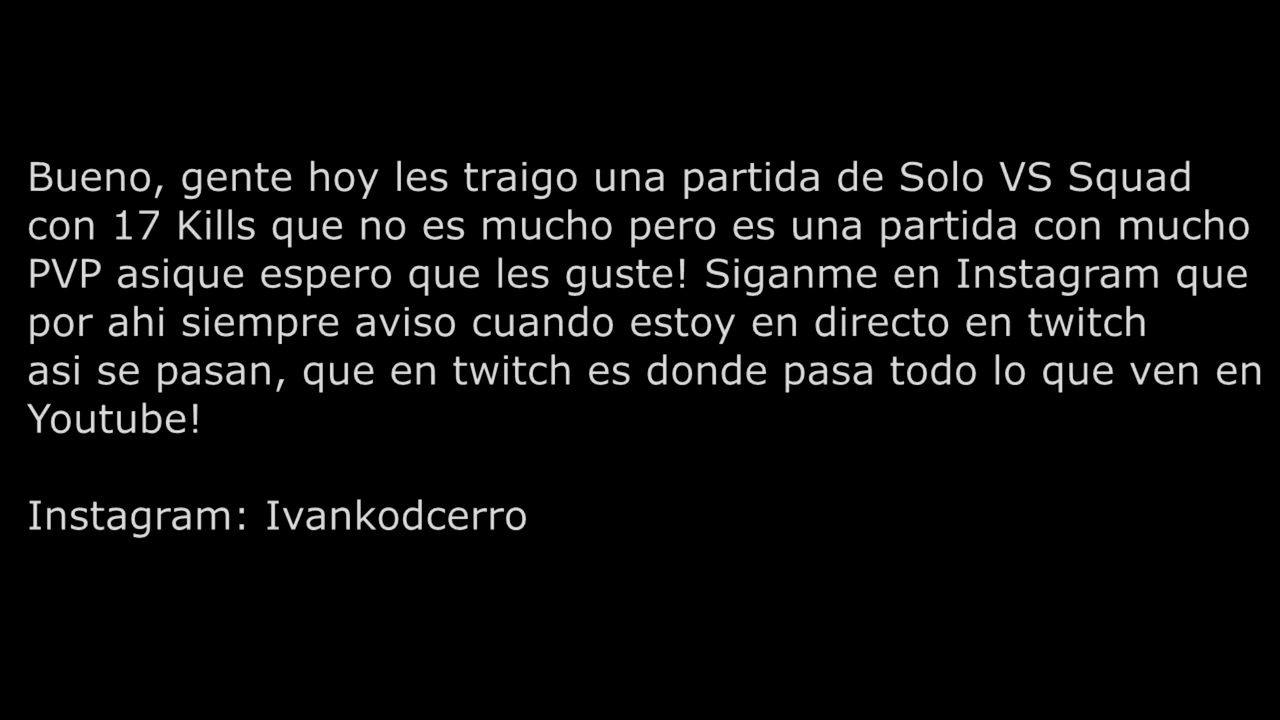 Bueno, gente hoy les traigo una partida de Solo VS Squad
con 17 Kills que no es mucho pero es una partida con mucho
PVP asique espero que les guste! Siganme en Instagram que
por ahi siempre aviso cuando estoy en directo en twitch
asi se pasan, que en twitch es donde pasa todo lo que ven en
Youtube!
Instagram: Ivankodcerro